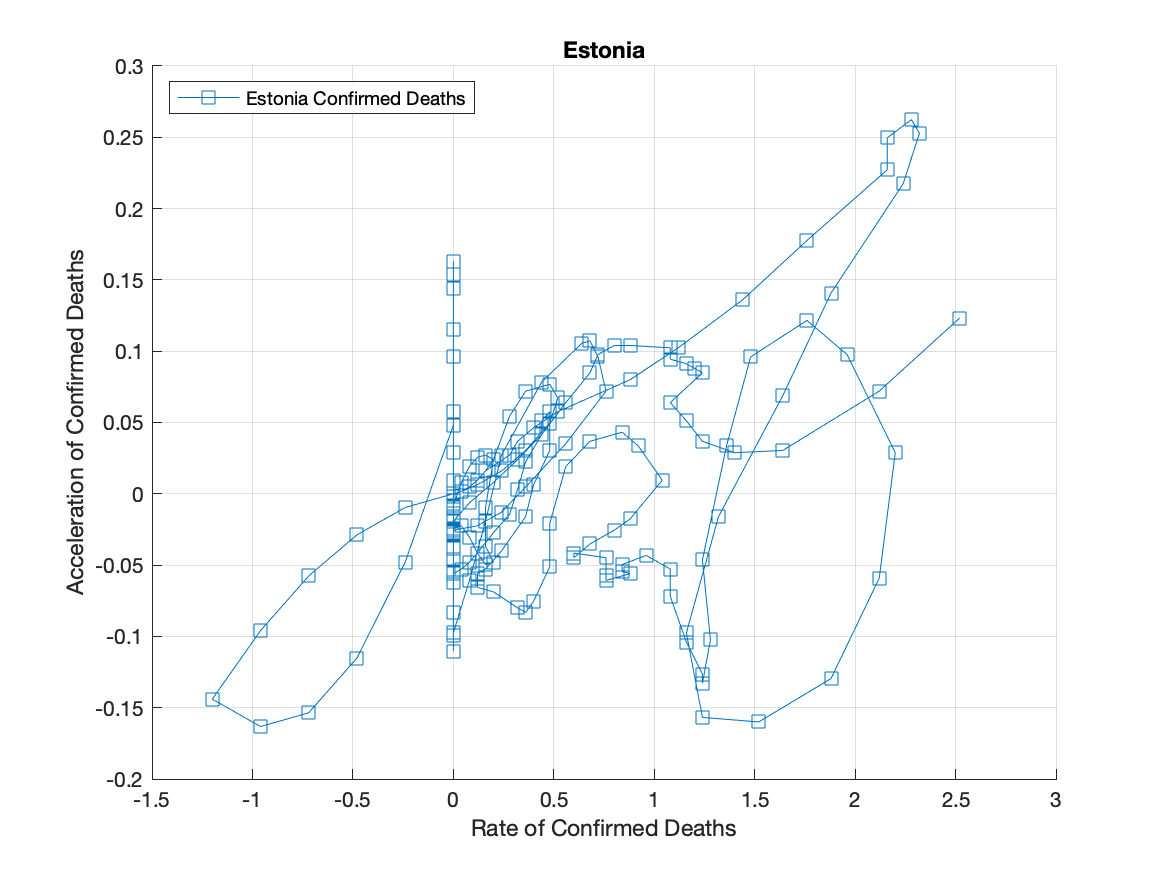 Estonia
Estonia Confirmed Deaths
0.3
0.25
0.2
0.15
0.1
0.05
0
-0.05
-0.1
-0.15
-0.2
Acceleration of Confirmed Deaths
-1.5 -1 -0.5 0 0.5 1 1.5 2 2.5 3
Rate of Confirmed Deaths